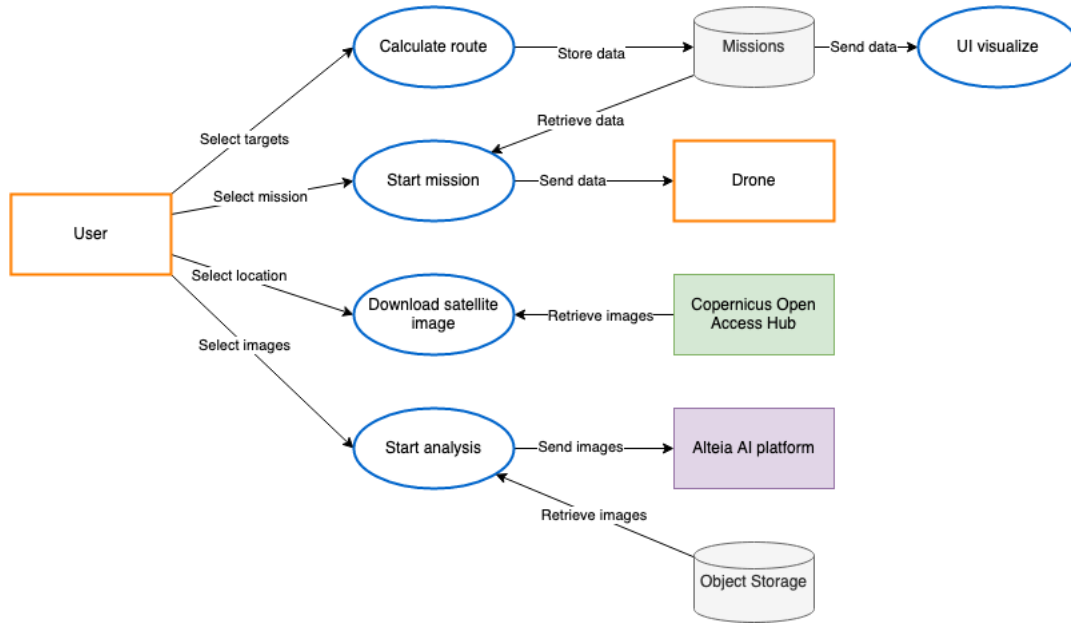 Calculate route
Store data
Missions
Send data
UI visualize
Retrieve data
Select targets
Start mission
Send data
Drone
Select mission
User
Select location
Download satellite
image
Retrieve images
Copernicus Open
Access Hub
Select images
Start analysis
Send images
Alteia AI platform
Retrieve images
Object Storage